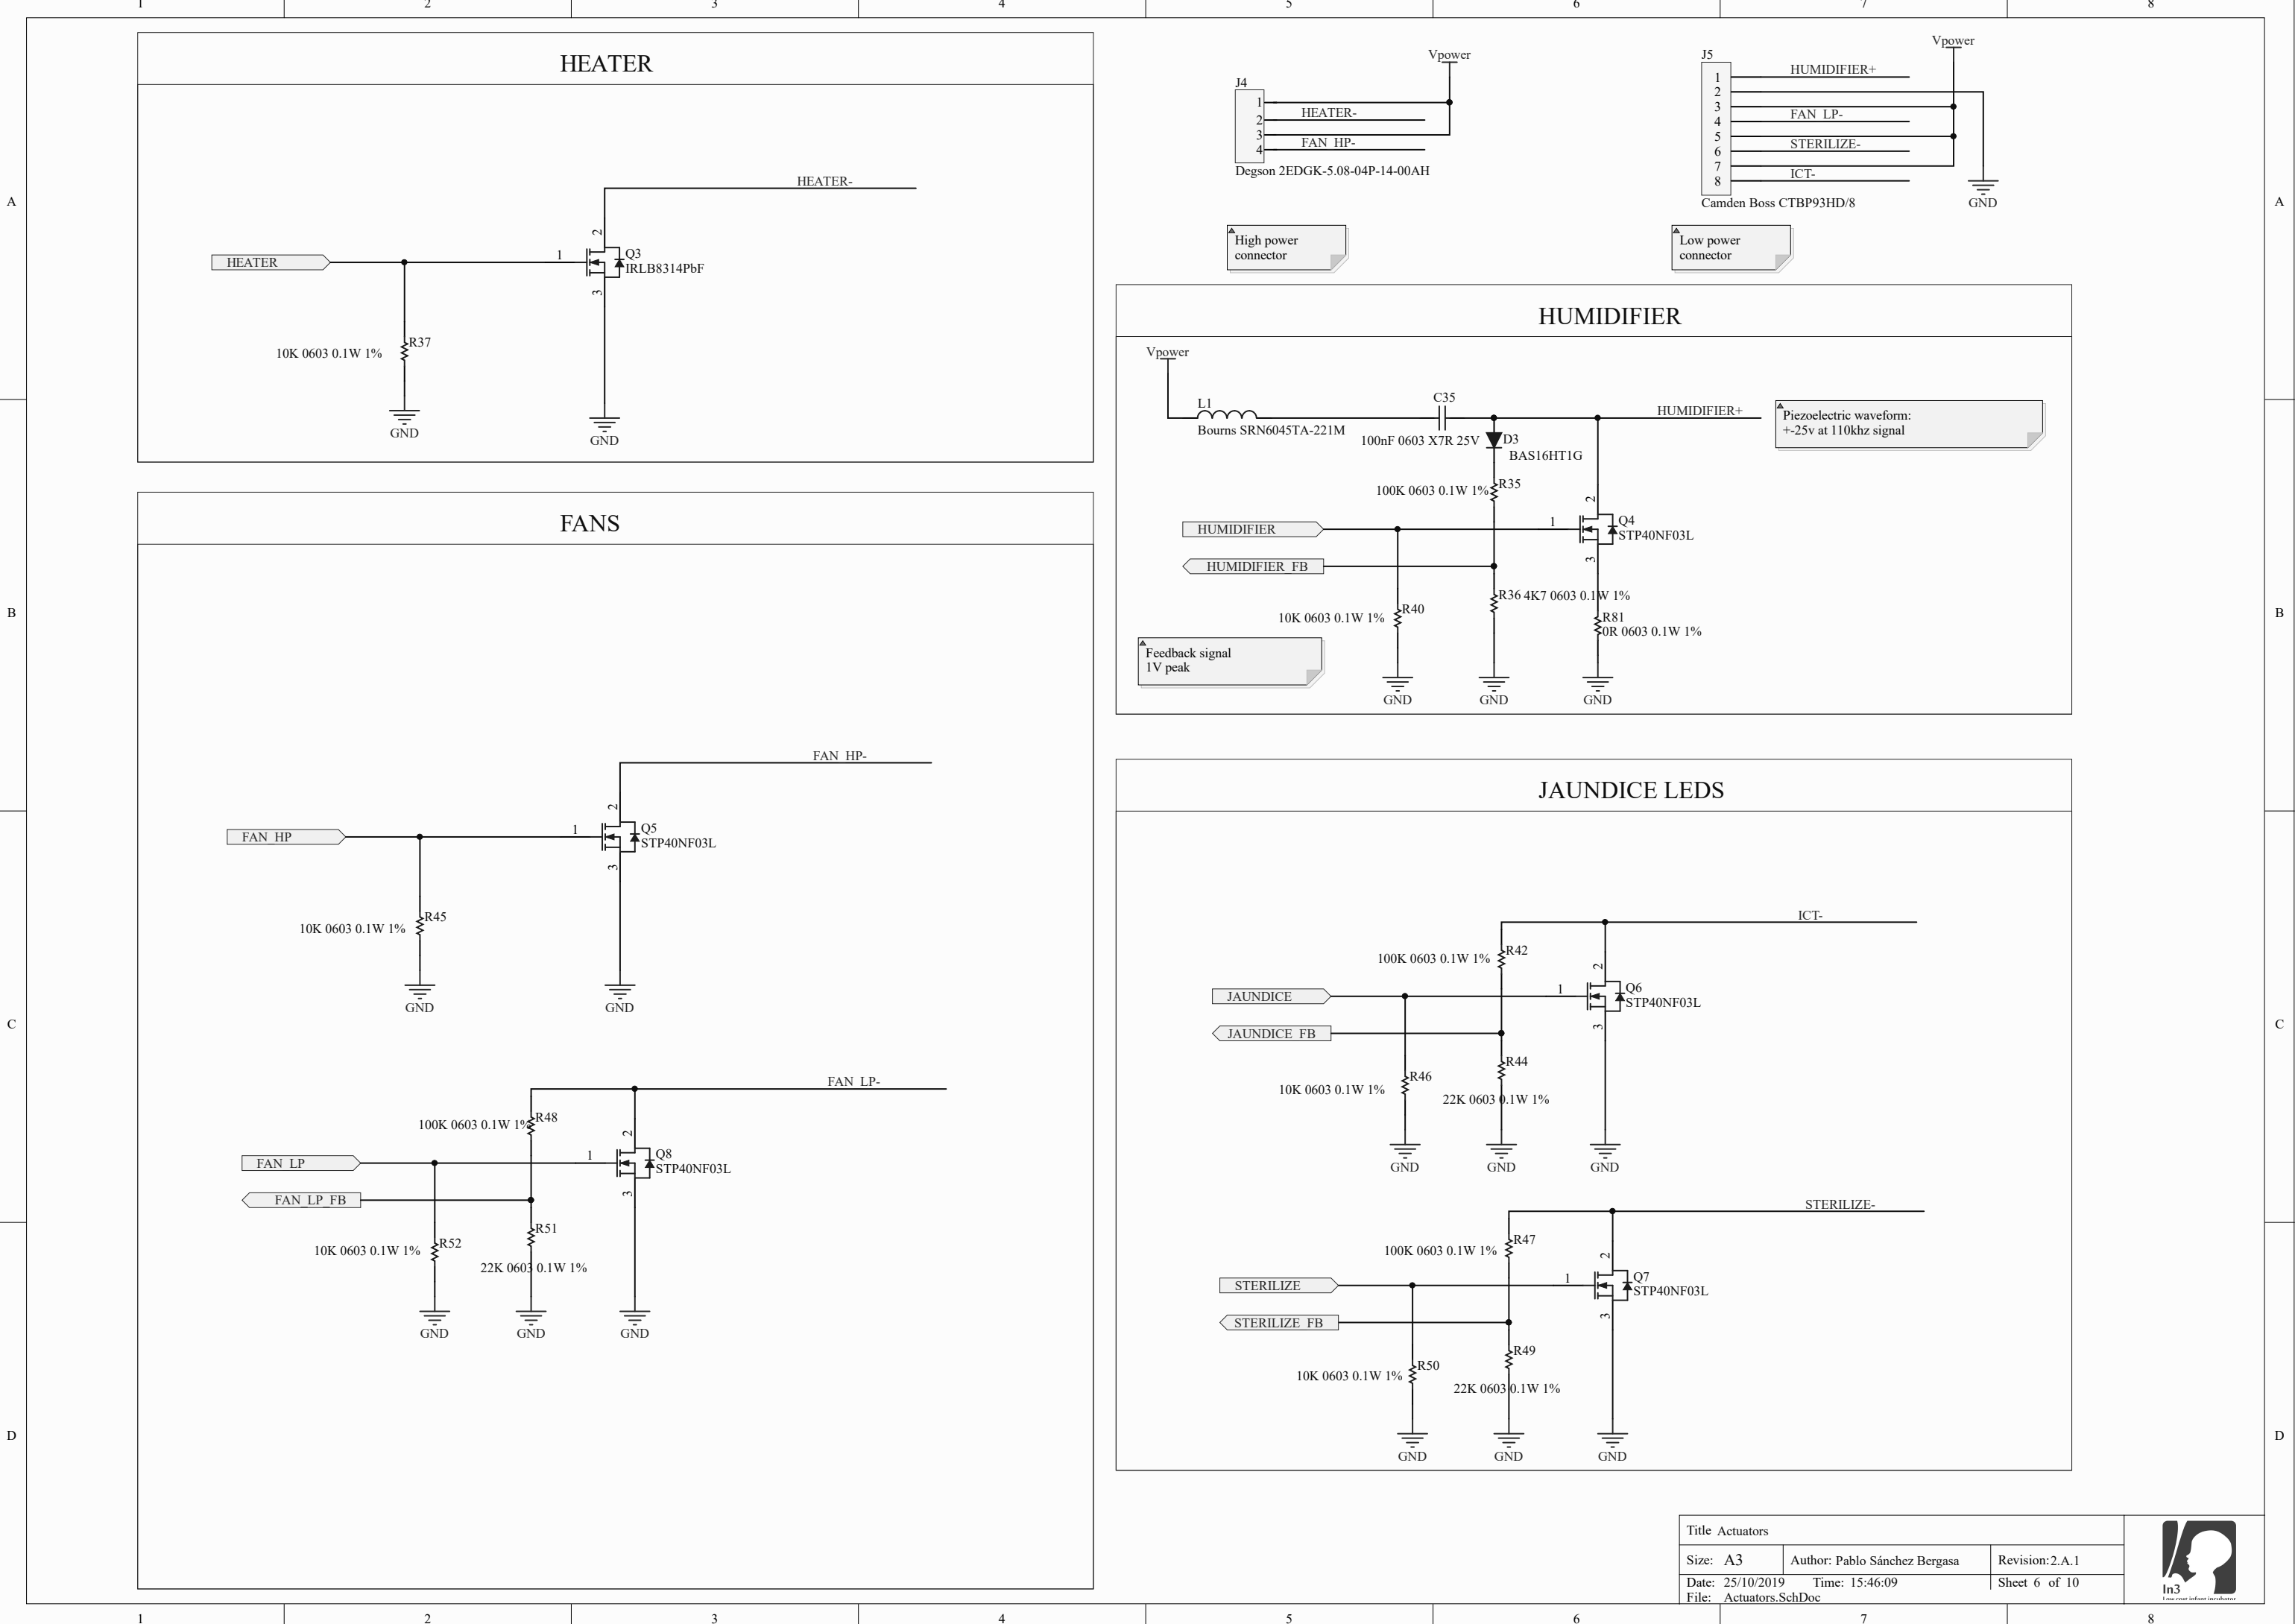 1 2 3 4 5 6 7 8
A
B
C
D
A
B
C
D
HEATER
HEATER-
HEATER
1
2
3
Q3
IRLB8314PbF
R37
10K 0603 0.1W 1%
GND
GND
FANS
FAN_HP-
FAN_HP
1
2
3
Q5
STP40NF03L
R45
10K 0603 0.1W 1%
GND
GND
FAN_LP-
R48
100K 0603 0.1W 1%
FAN_LP
1
2
3
Q8
STP40NF03L
FAN_LP_FB
R51
22K 0603 0.1W 1%
R52
10K 0603 0.1W 1%
GND
GND
GND
Vpower
J4
1
2 HEATER-
3
4 FAN_HP-
Degson 2EDGK-5.08-04P-14-00AH
High power
connector
Vpower
J5
1 HUMIDIFIER+
2
3
4 FAN_LP-
5
6 STERILIZE-
7
8 ICT-
Camden Boss CTBP93HD/8
GND
Low power
connector
HUMIDIFIER
Vpower
L1
Bourns SRN6045TA-221M
C35
100nF 0603 X7R 25V
HUMIDIFIER+
Piezoelectric waveform:
+-25v at 110khz signal
D3
BAS16HT1G
R35
100K 0603 0.1W 1%
HUMIDIFIER
1
2
3
Q4
STP40NF03L
HUMIDIFIER_FB
R36 4K7 0603 0.1W 1%
R40
10K 0603 0.1W 1%
R81
0R 0603 0.1W 1%
Feedback signal
1V peak
GND
GND
GND
JAUNDICE LEDS
ICT-
R42
100K 0603 0.1W 1%
JAUNDICE
1
2
3
Q6
STP40NF03L
JAUNDICE_FB
R44
22K 0603 0.1W 1%
R46
10K 0603 0.1W 1%
GND
GND
GND
STERILIZE-
R47
100K 0603 0.1W 1%
STERILIZE
1
2
3
Q7
STP40NF03L
STERILIZE_FB
R49
22K 0603 0.1W 1%
R50
10K 0603 0.1W 1%
GND
GND
GND
Title Actuators
Size: A3 Author: Pablo Sánchez Bergasa Revision: 2.A.1
Date: 25/10/2019 Time: 15:46:09 Sheet 6 of 10
File: Actuators.SchDoc
In3
Low cost infant incubator
1 2 3 4 5 6 7 8